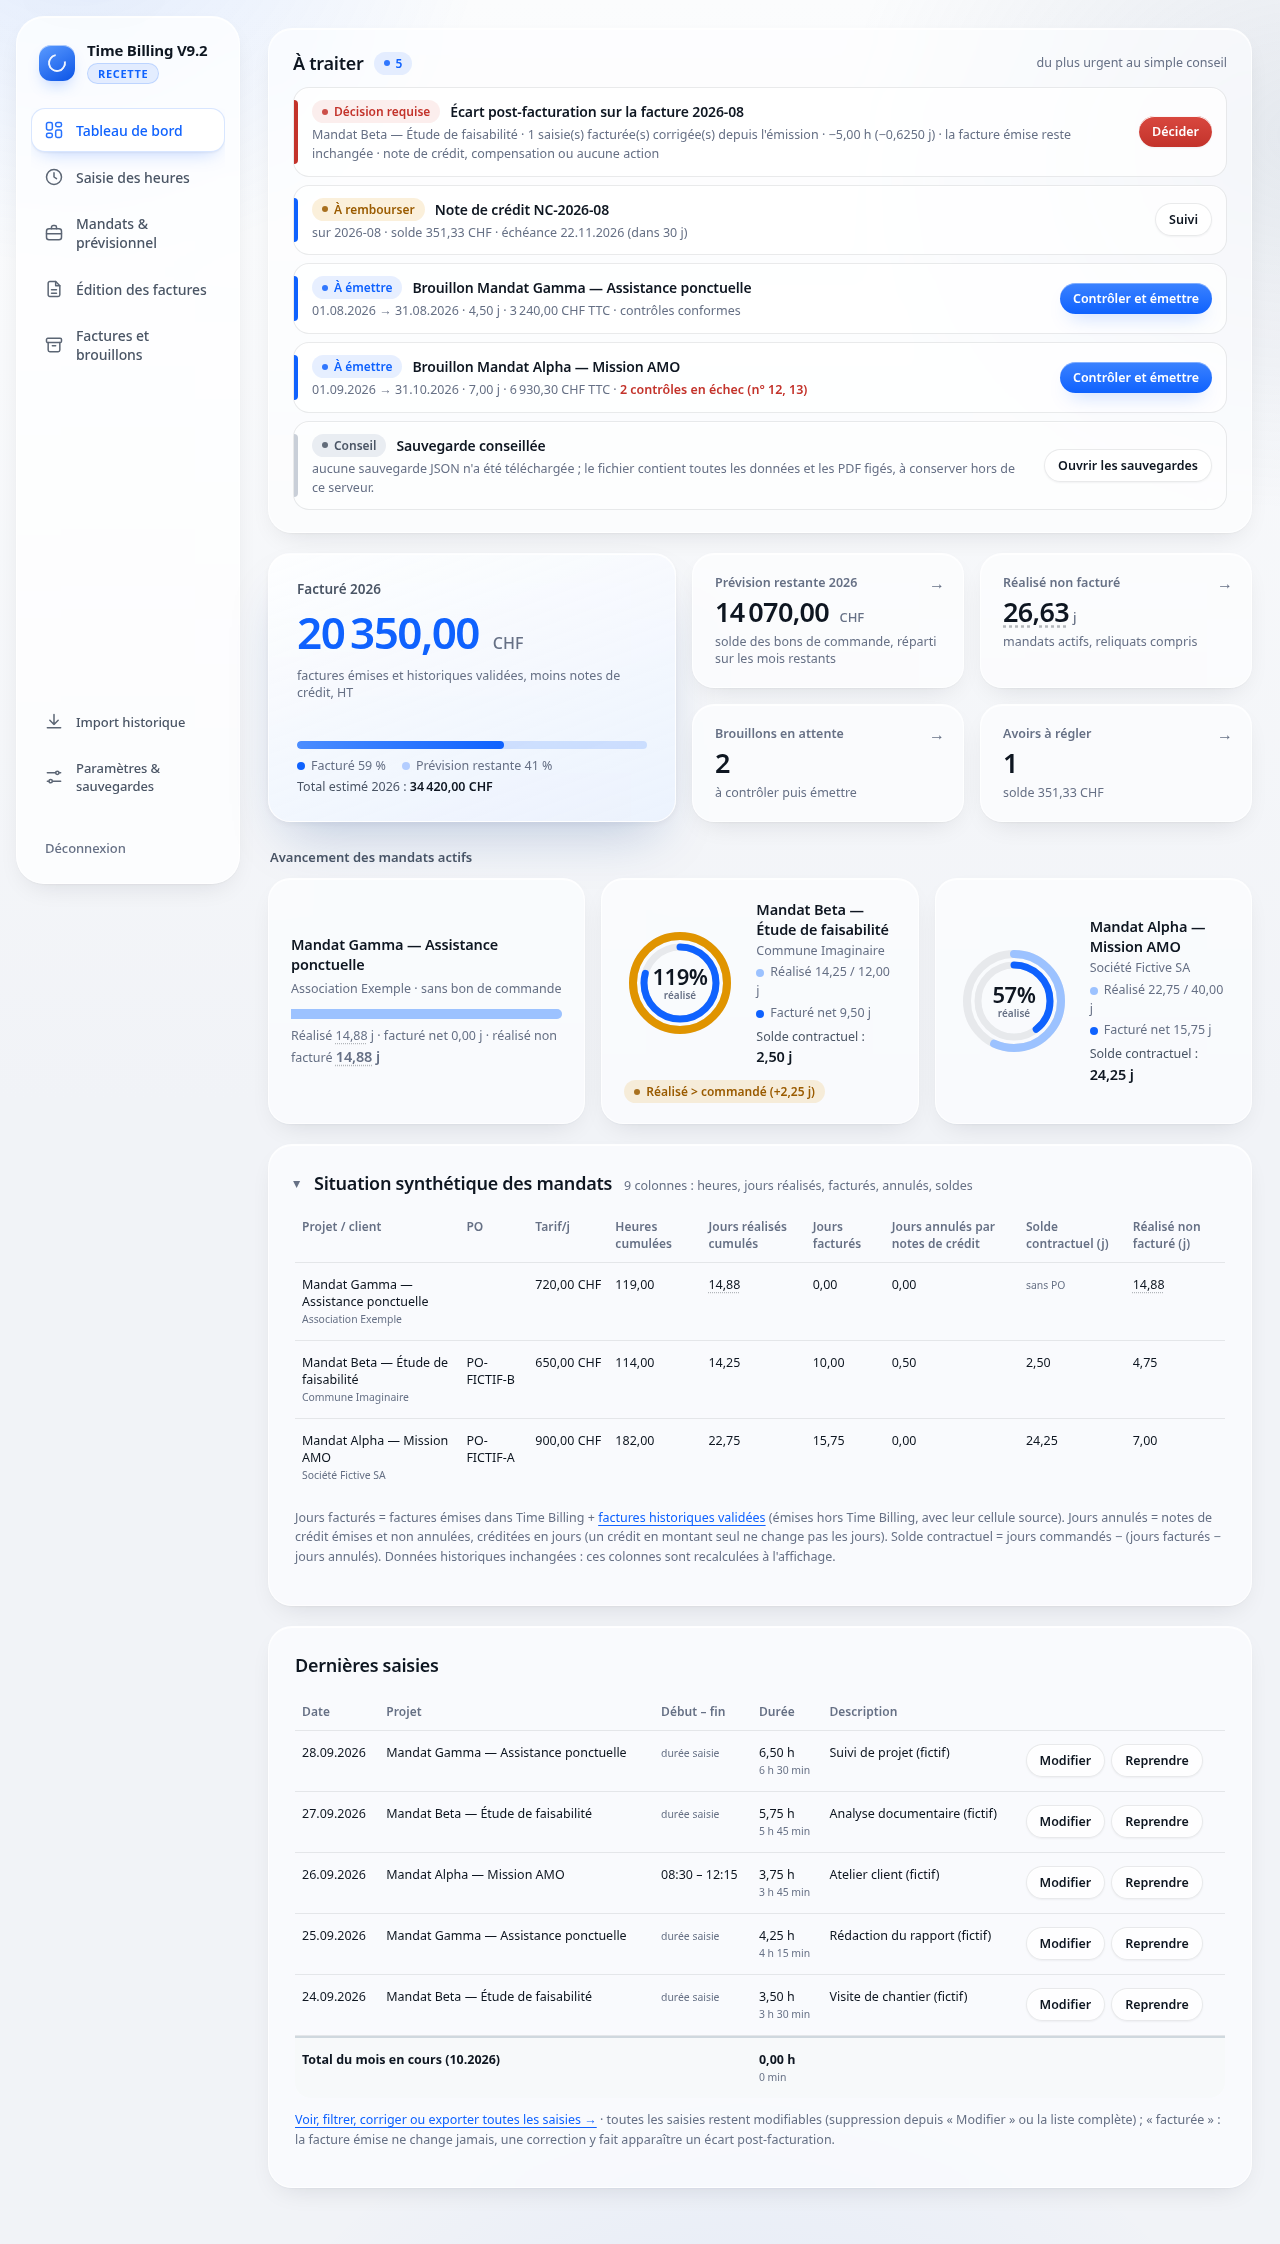 Time Billing V9.2
RECETTE
Tableau de bord
Saisie des heures
Mandats &
prévisionnel
Édition des factures
Factures et
brouillons
Import historique
Paramètres &
sauvegardes
Déconnexion
À traiter 5 du plus urgent au simple conseil
Décision requise Écart post-facturation sur la facture 2026-08
Mandat Beta — Étude de faisabilité · 1 saisie(s) facturée(s) corrigée(s) depuis l'émission · −5,00 h (−0,6250 j) · la facture émise reste
inchangée · note de crédit, compensation ou aucune action
Décider
À rembourser Note de crédit NC-2026-08
sur 2026-08 · solde 351,33 CHF · échéance 22.11.2026 (dans 30 j)
Suivi
À émettre Brouillon Mandat Gamma — Assistance ponctuelle
01.08.2026 → 31.08.2026 · 4,50 j · 3 240,00 CHF TTC · contrôles conformes
Contrôler et émettre
À émettre Brouillon Mandat Alpha — Mission AMO
01.09.2026 → 31.10.2026 · 7,00 j · 6 930,30 CHF TTC · 2 contrôles en échec (n° 12, 13)
Contrôler et émettre
Conseil Sauvegarde conseillée
aucune sauvegarde JSON n'a été téléchargée ; le fichier contient toutes les données et les PDF figés, à conserver hors de
ce serveur.
Ouvrir les sauvegardes
Facturé 2026
20 350,00 CHF
factures émises et historiques validées, moins notes de
crédit, HT
Facturé 59 % Prévision restante 41 %
Total estimé 2026 : 34 420,00 CHF
Prévision restante 2026 →
14 070,00 CHF
solde des bons de commande, réparti
sur les mois restants
Réalisé non facturé →
26,63 j
mandats actifs, reliquats compris
Brouillons en attente →
2
à contrôler puis émettre
Avoirs à régler →
1
solde 351,33 CHF
Avancement des mandats actifs
Mandat Gamma — Assistance
ponctuelle
Association Exemple · sans bon de commande
Réalisé 14,88 j · facturé net 0,00 j · réalisé non
facturé 14,88 j
119%
réalisé
Mandat Beta —
Étude de faisabilité
Commune Imaginaire
Réalisé 14,25 / 12,00
j
Facturé net 9,50 j
Solde contractuel :
2,50 j
Réalisé > commandé (+2,25 j)
57%
réalisé
Mandat Alpha —
Mission AMO
Société Fictive SA
Réalisé 22,75 / 40,00
j
Facturé net 15,75 j
Solde contractuel :
24,25 j
▾ Situation synthétique des mandats 9 colonnes : heures, jours réalisés, facturés, annulés, soldes
Projet / client PO Tarif/j Heures Jours réalisés Jours Jours annulés par Solde Réalisé non
cumulées cumulés facturés notes de crédit contractuel (j) facturé (j)
Mandat Gamma — 720,00 CHF 119,00 14,88 0,00 0,00 sans PO 14,88
Assistance ponctuelle
Association Exemple
Mandat Beta — Étude de PO- 650,00 CHF 114,00 14,25 10,00 0,50 2,50 4,75
faisabilité FICTIF-B
Commune Imaginaire
Mandat Alpha — Mission PO- 900,00 CHF 182,00 22,75 15,75 0,00 24,25 7,00
AMO FICTIF-A
Société Fictive SA
Jours facturés = factures émises dans Time Billing + factures historiques validées (émises hors Time Billing, avec leur cellule source). Jours annulés = notes de
crédit émises et non annulées, créditées en jours (un crédit en montant seul ne change pas les jours). Solde contractuel = jours commandés − (jours facturés −
jours annulés). Données historiques inchangées : ces colonnes sont recalculées à l'affichage.
Dernières saisies
Date Projet Début – fin Durée Description
28.09.2026 Mandat Gamma — Assistance ponctuelle durée saisie 6,50 h Suivi de projet (fictif) Modifier Reprendre
6 h 30 min
27.09.2026 Mandat Beta — Étude de faisabilité durée saisie 5,75 h Analyse documentaire (fictif) Modifier Reprendre
5 h 45 min
26.09.2026 Mandat Alpha — Mission AMO 08:30 – 12:15 3,75 h Atelier client (fictif) Modifier Reprendre
3 h 45 min
25.09.2026 Mandat Gamma — Assistance ponctuelle durée saisie 4,25 h Rédaction du rapport (fictif) Modifier Reprendre
4 h 15 min
24.09.2026 Mandat Beta — Étude de faisabilité durée saisie 3,50 h Visite de chantier (fictif) Modifier Reprendre
3 h 30 min
Total du mois en cours (10.2026) 0,00 h
0 min
Voir, filtrer, corriger ou exporter toutes les saisies → · toutes les saisies restent modifiables (suppression depuis « Modifier » ou la liste complète) ; « facturée » :
la facture émise ne change jamais, une correction y fait apparaître un écart post-facturation.